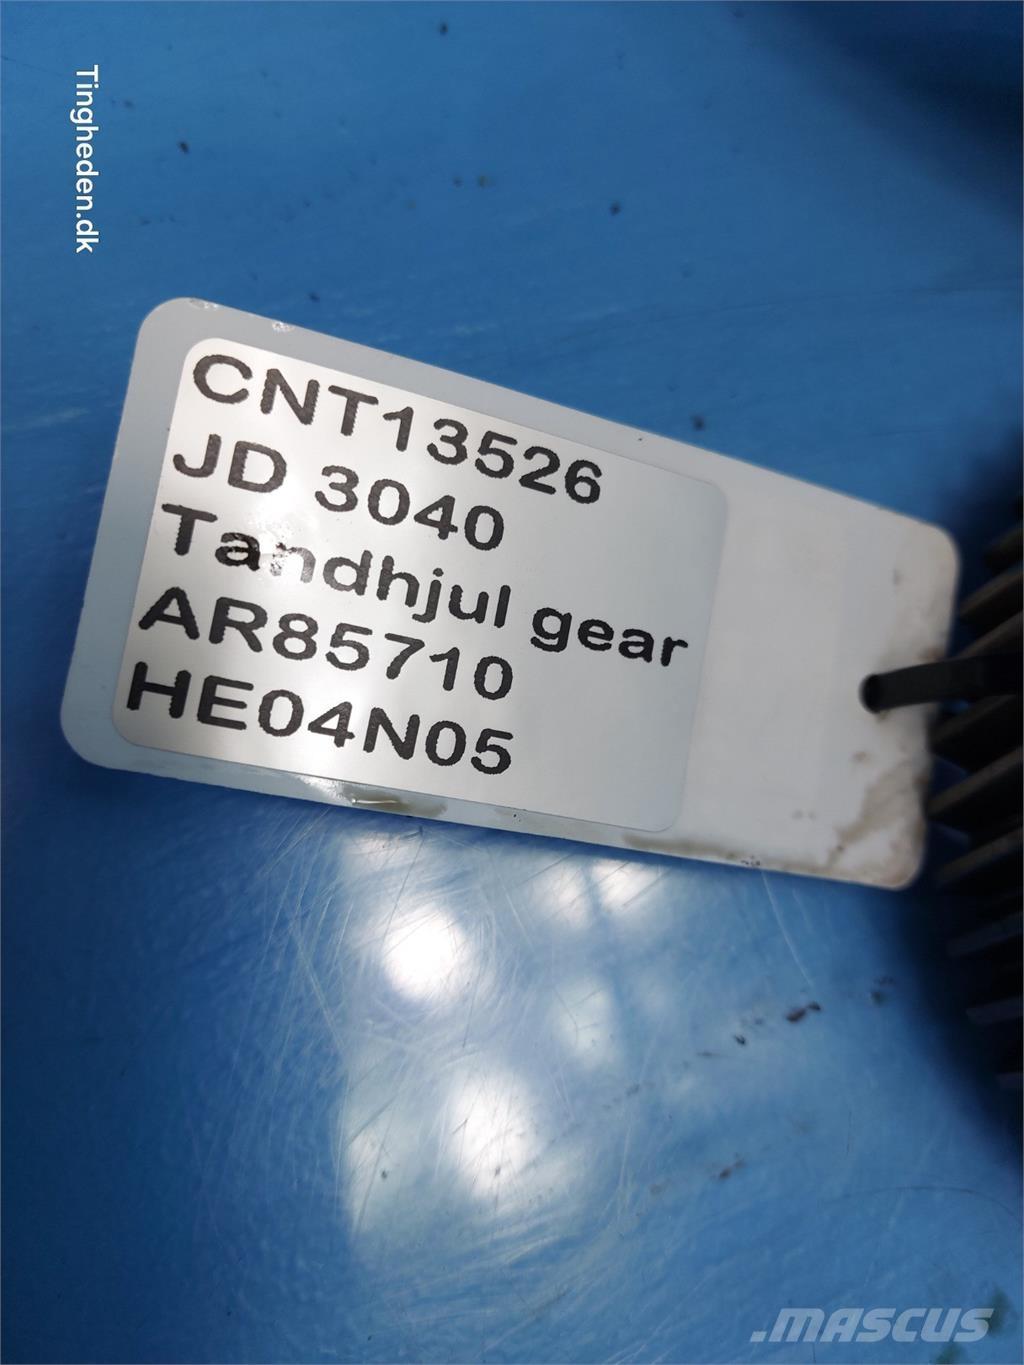 Tingheden.dk
CNT13526
JD 3040
Tandhjul gear
AR85710
HE04N05
.MASCUS